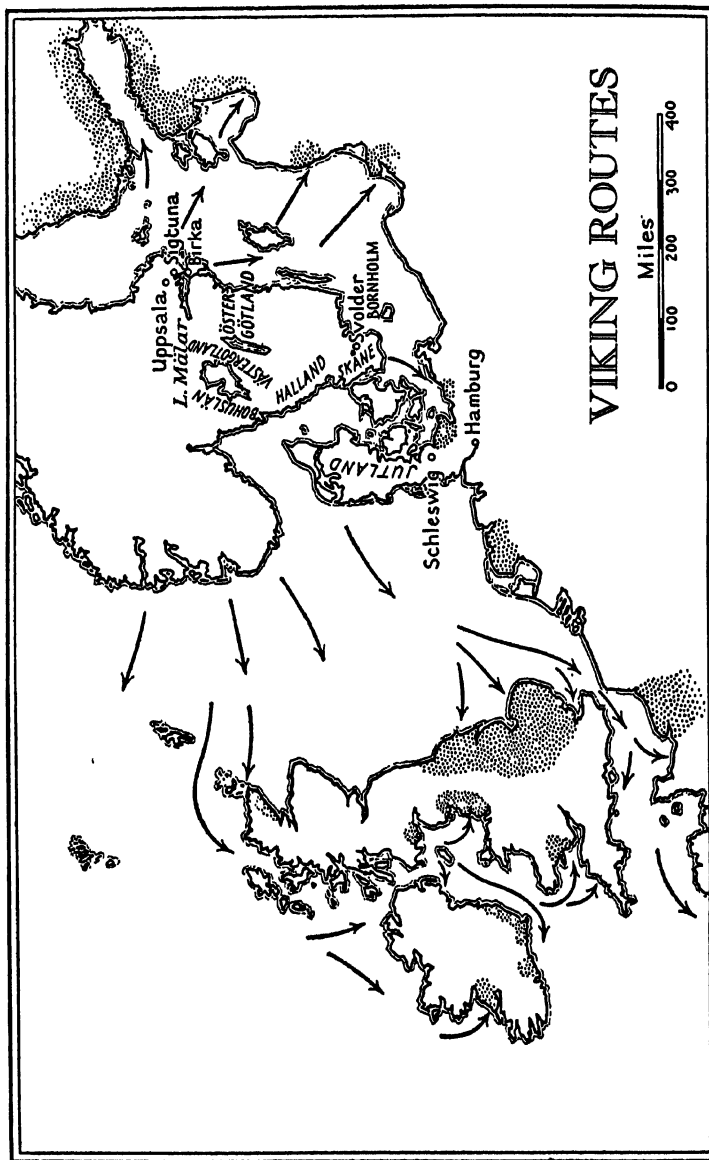 Uppsala
Sigtuna
Birka
L. Mälar
ÖSTER-
GÖTLAND
VÄSTERGÖTLAND
BOHUSLÄN
HALLAND
SKÅNE
Svolder
BORNHOLM
JUTLAND
Schleswig
Hamburg
VIKING ROUTES
Miles
0 100 200 300 400